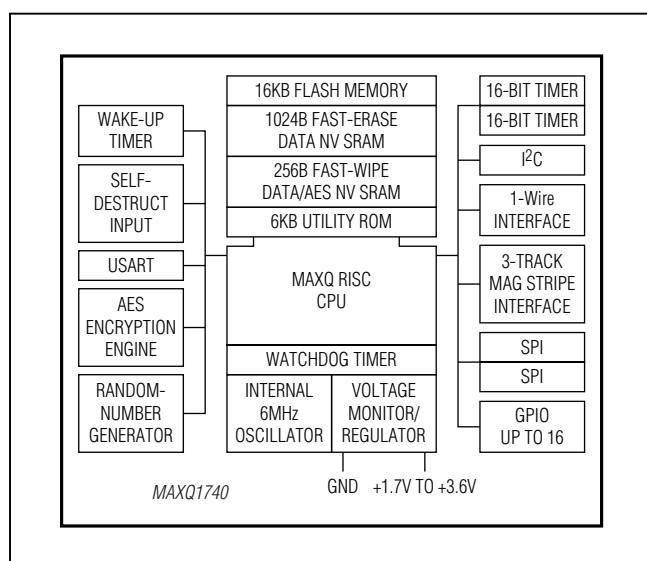 WAKE-UP
TIMER
SELF-
DESTRUCT
INPUT
USART
AES
ENCRYPTION
ENGINE
RANDOM-
NUMBER
GENERATOR
16KB FLASH MEMORY
1024B FAST-ERASE
DATA NV SRAM
256B FAST-WIPE
DATA/AES NV SRAM
6KB UTILITY ROM
MAXQ RISC
CPU
WATCHDOG TIMER
INTERNAL
6MHz
OSCILLATOR
VOLTAGE
MONITOR/
REGULATOR
16-BIT TIMER
16-BIT TIMER
I²C
1-Wire
INTERFACE
3-TRACK
MAG STRIPE
INTERFACE
SPI
SPI
GPIO
UP TO 16
MAXQ1740
GND +1.7V TO +3.6V